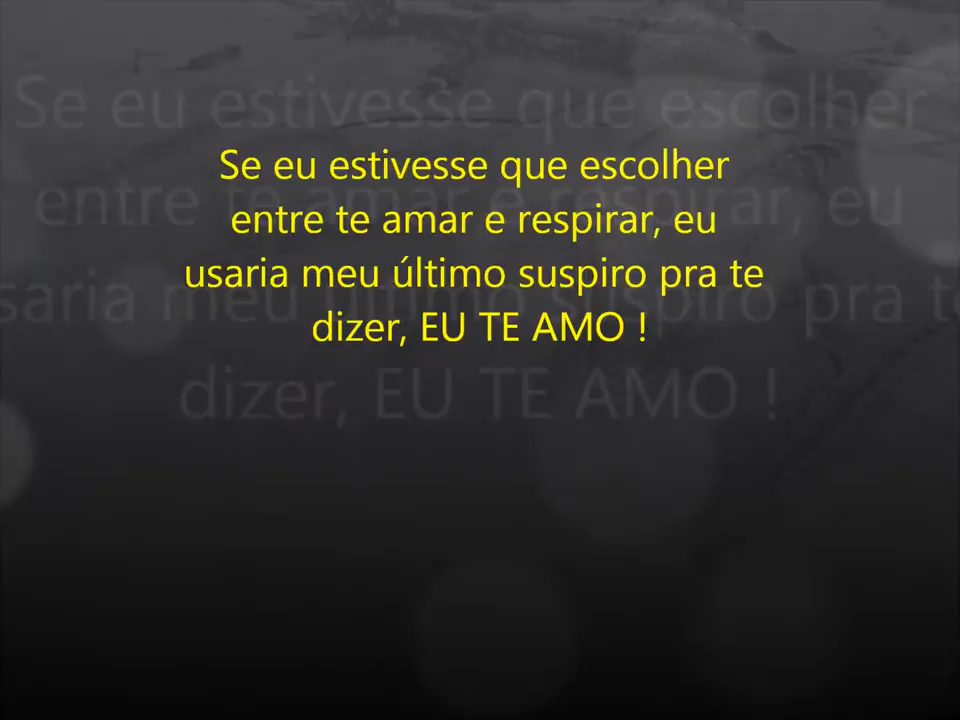 Se eu estivesse que escolher
entre te amar e respirar, eu
usaria meu último suspiro pra te
dizer, EU TE AMO !